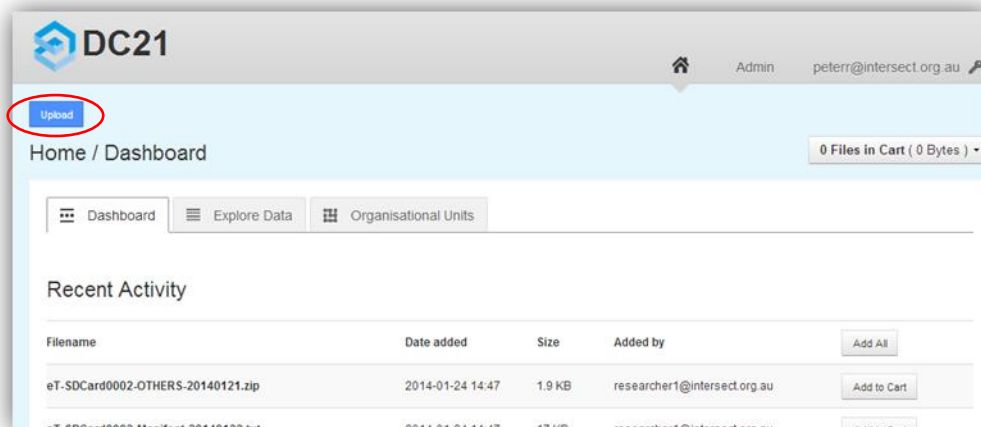 DC21
Admin peterr@intersect.org.au
Upload
Home / Dashboard
0 Files in Cart ( 0 Bytes )
Dashboard Explore Data Organisational Units
Recent Activity
Filename Date added Size Added by Add All
eT-SDCard0002-OTHERS-20140121.zip 2014-01-24 14:47 1.9 KB researcher1@intersect.org.au Add to Cart